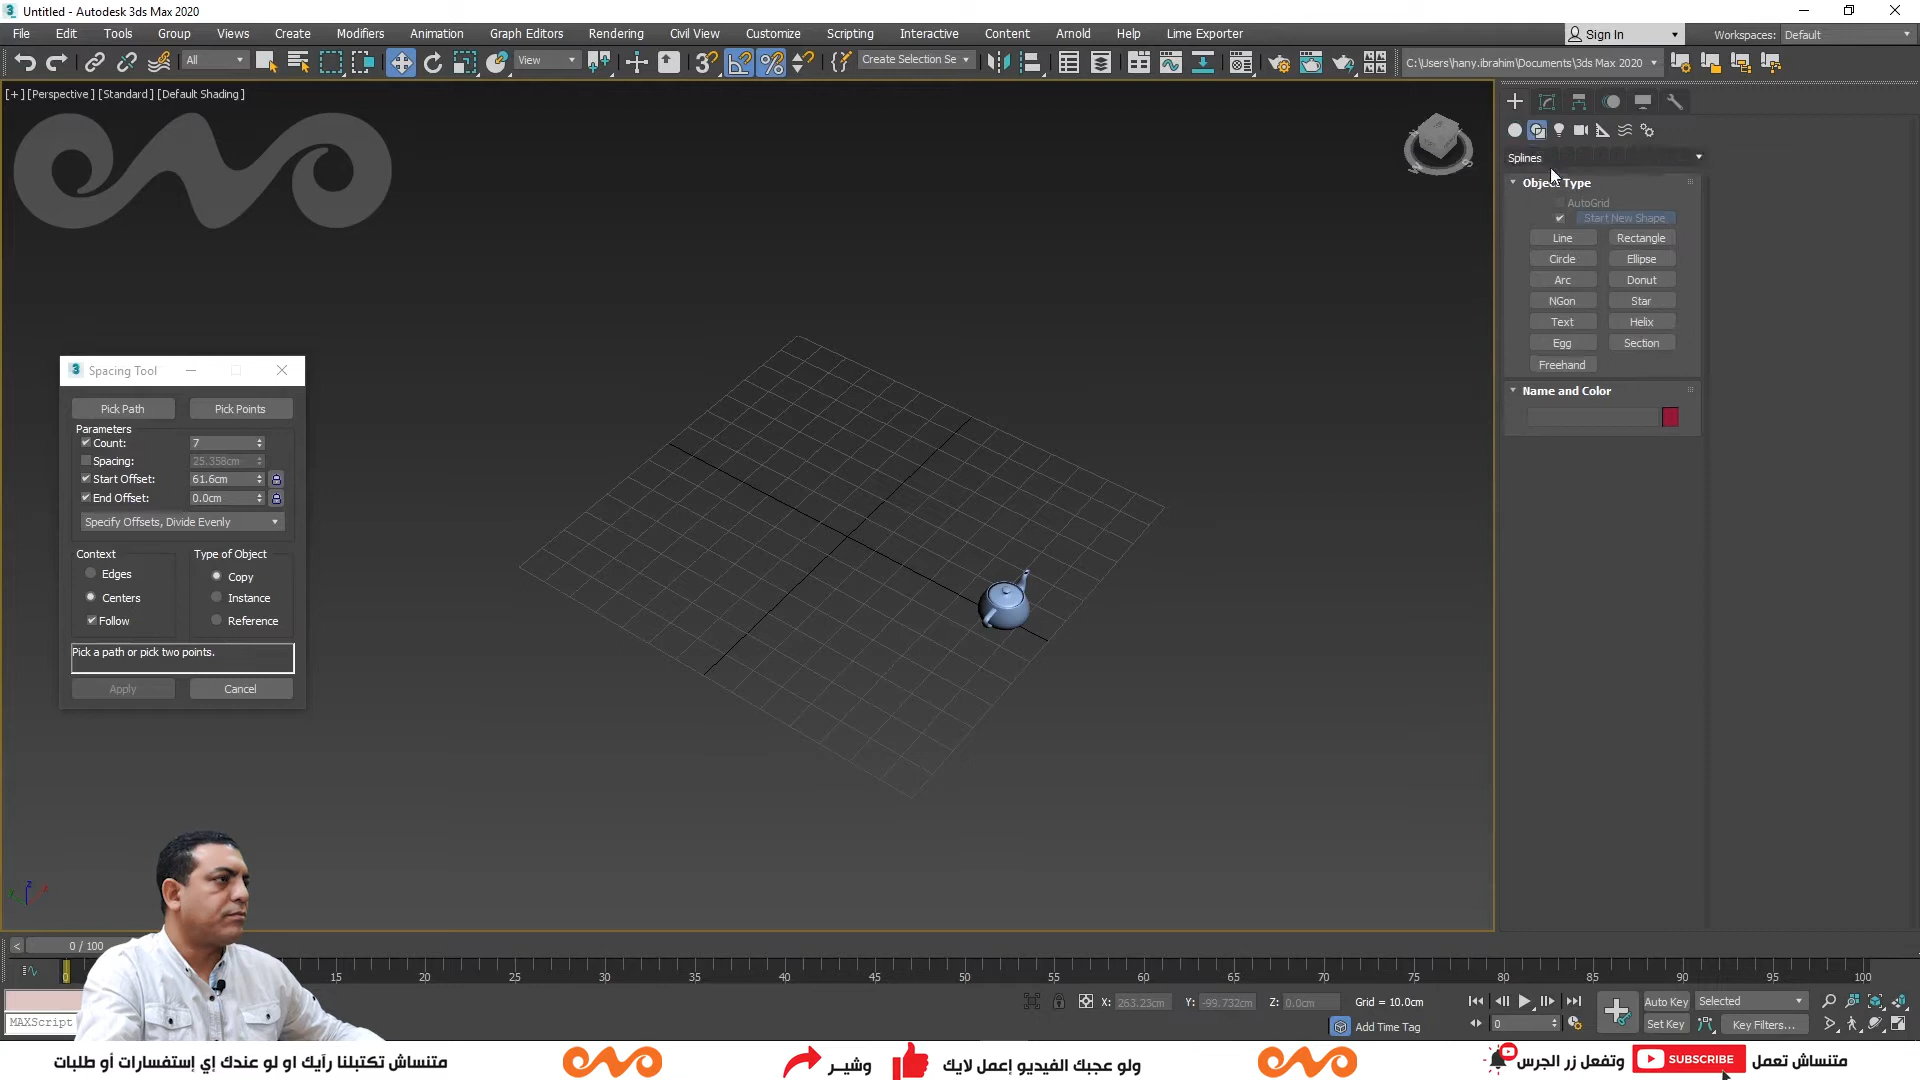 Untitled - Autodesk 3ds Max 2020
File Edit Tools Group Views Create Modifiers Animation Graph Editors Rendering Civil View Customize Scripting Interactive Content Arnold Help Lime Exporter Sign In Workspaces: Default
All View Create Selection Se C:\Users\hany.ibrahim\Documents\3ds Max 2020
[+] [Perspective ] [Standard ] [Default Shading ]
Splines
Object Type
AutoGrid
Start New Shape
Line Rectangle
Circle Ellipse
Arc Donut
NGon Star
Text Helix
Egg Section
Freehand
Name and Color
Spacing Tool
Pick Path Pick Points
Parameters
Count: 7
Spacing: 25.358cm
Start Offset: 61.6cm
End Offset: 0.0cm
Specify Offsets, Divide Evenly
Context Type of Object
Edges Copy
Centers Instance
Follow Reference
Pick a path or pick two points.
Apply Cancel
0 / 100
0 15 20 25 30 35 40 45 50 55 60 65 70 75 80 85 90 95 100
X: 263.23cm Y: -99.732cm Z: 0.0cm Grid = 10.0cm Auto Key Selected
MAXScript Add Time Tag 0 Set Key Key Filters...
متنساش تعمل SUBSCRIBE وتفعل زر الجرس
ولو عجبك الفيديو إعمل لايك وشيـر
متنساش تكتبلنا رأيك او لو عندك إي إستفسارات أو طلبات